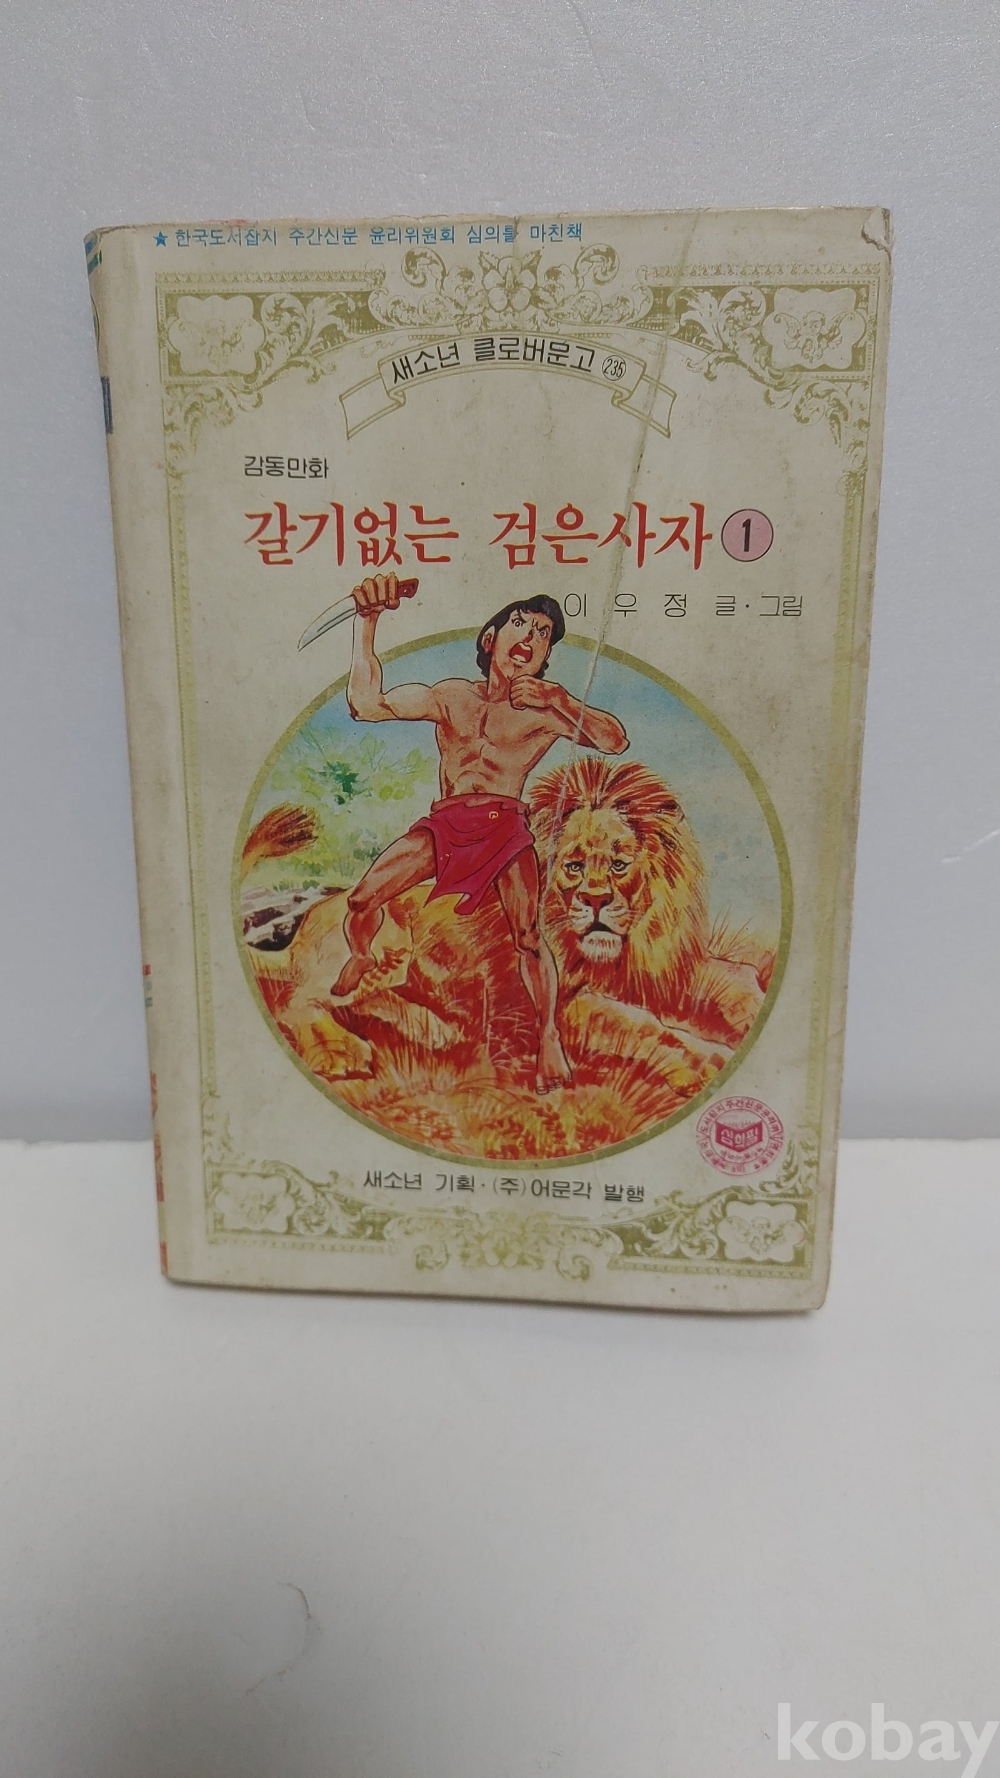 ★ 한국도서잡지 주간신문 윤리위원회 심의를 마친책
새소년 클로버문고 235
감동만화
갈기없는 검은사자 1
이우정 글·그림
심의필
새소년 기획·(주)어문각 발행
kobay